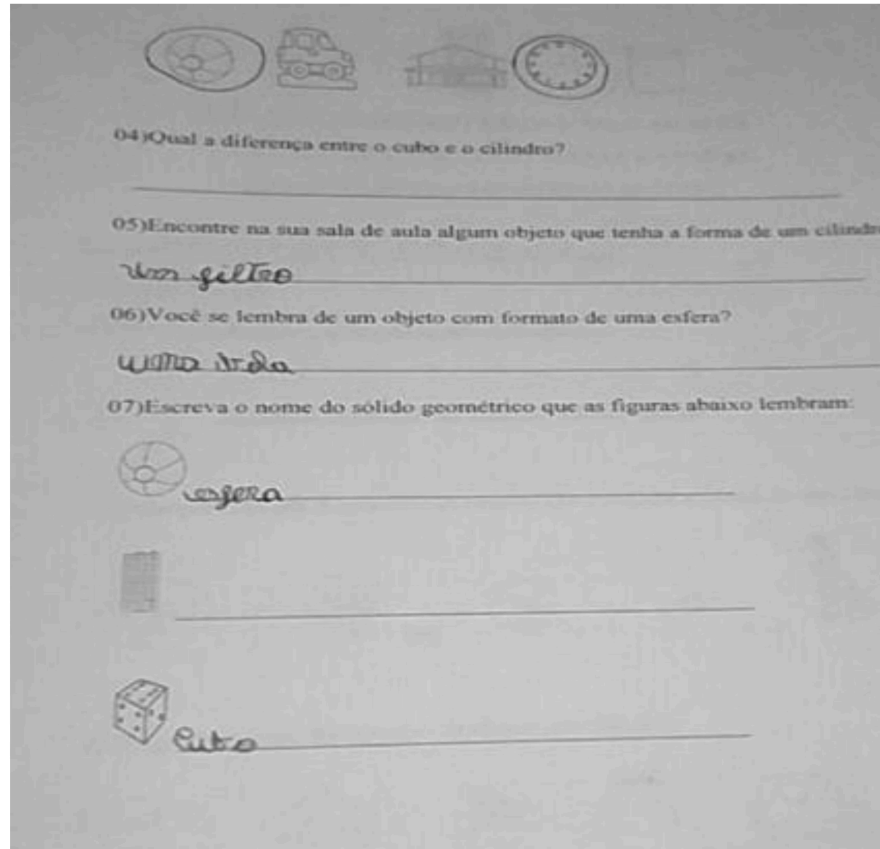 04)Qual a diferença entre o cubo e o cilindro?
05)Encontre na sua sala de aula algum objeto que tenha a forma de um cilindr
Um filtro
06)Você se lembra de um objeto com formato de uma esfera?
uma
07)Escreva o nome do sólido geométrico que as figuras abaixo lembram:
esfera
Cubo